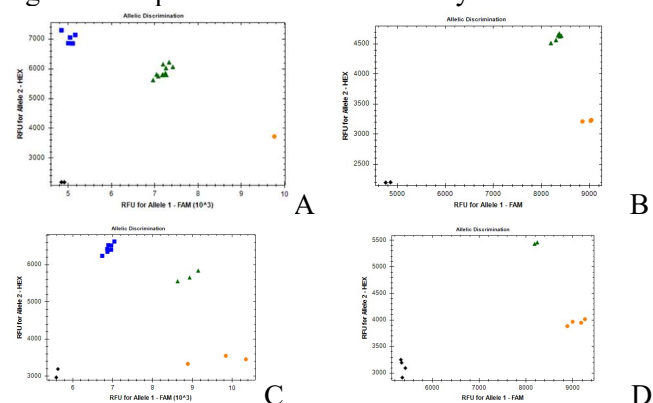 Allelic Discrimination
RFU for Allele 2 - HEX
7000
6000
5000
4000
3000
5
6
7
8
9
10
RFU for Allele 1 - FAM (10^3)
A
Allelic Discrimination
RFU for Allele 2 - HEX
4500
4000
3500
3000
2500
5000
6000
7000
8000
9000
RFU for Allele 1 - FAM
B
Allelic Discrimination
RFU for Allele 2 - HEX
6000
5000
4000
3000
6
7
8
9
10
RFU for Allele 1 - FAM (10^3)
C
Allelic Discrimination
RFU for Allele 2 - HEX
5500
5000
4500
4000
3500
3000
6000
7000
8000
9000
RFU for Allele 1 - FAM
D